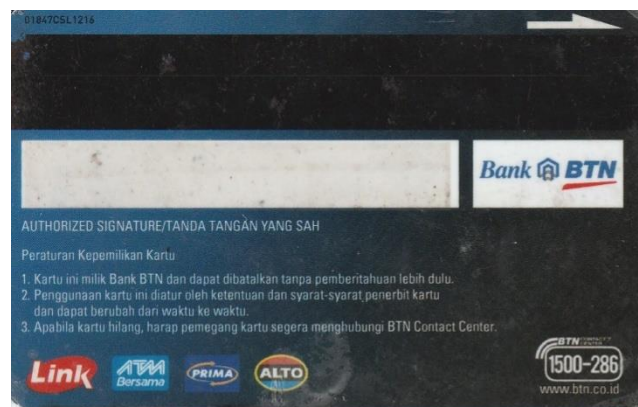 01847CSL1216
Bank BTN
AUTHORIZED SIGNATURE/TANDA TANGAN YANG SAH
Peraturan Kepemilikan Kartu
1. Kartu ini milik Bank BTN dan dapat dibatalkan tanpa pemberitahuan lebih dulu.
2. Penggunaan kartu ini diatur oleh ketentuan dan syarat-syarat penerbit kartu
dan dapat berubah dari waktu ke waktu.
3. Apabila kartu hilang, harap pemegang kartu segera menghubungi BTN Contact Center.
Link
ATM
Bersama
PRIMA
ALTO
BTN CONTACT CENTER
1500-286
www.btn.co.id